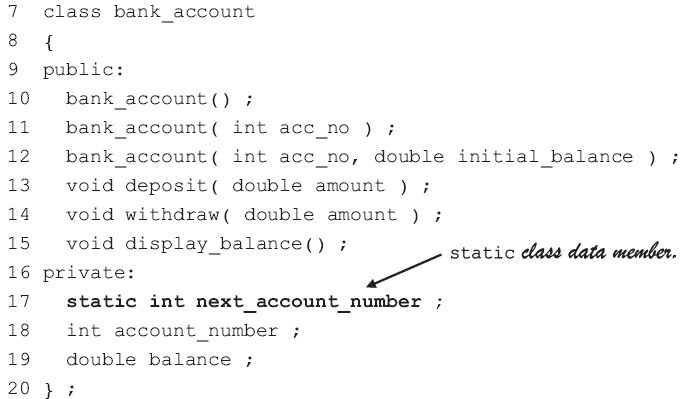 7 class bank_account
8 {
9 public:
10 bank_account() ;
11 bank_account( int acc_no ) ;
12 bank_account( int acc_no, double initial_balance ) ;
13 void deposit( double amount ) ;
14 void withdraw( double amount ) ;
15 void display_balance() ;
static class data member.
16 private:
17 static int next_account_number ;
18 int account_number ;
19 double balance ;
20 } ;